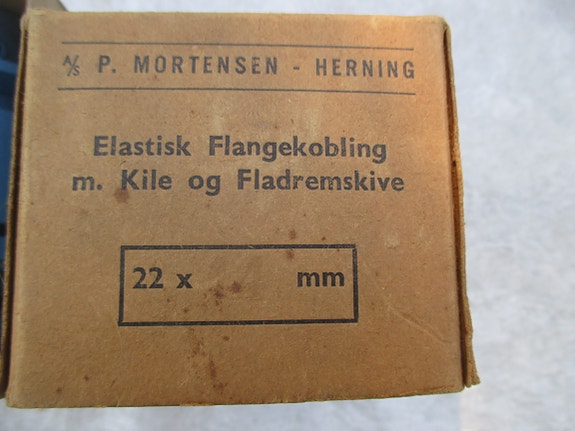 A/S P. MORTENSEN - HERNING
Elastisk Flangekobling
m. Kile og Fladremskive
22 x mm